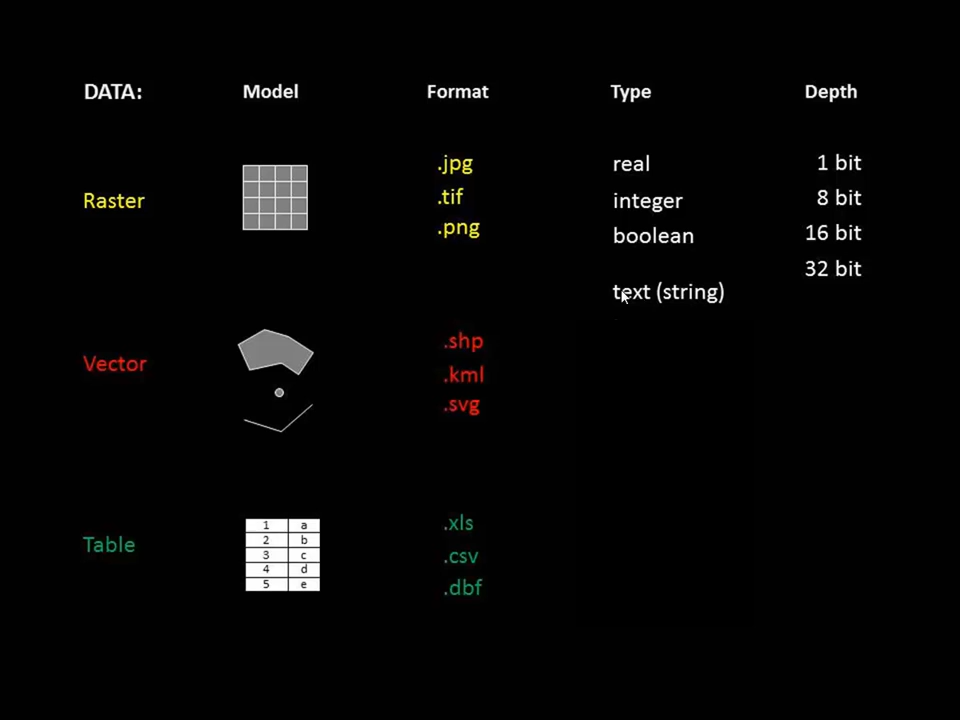 DATA: Model Format Type Depth
.jpg real 1 bit
Raster .tif integer 8 bit
.png boolean 16 bit
32 bit
text (string)
.shp
Vector .kml
.svg
1 a
2 b
3 c
4 d
5 e
.xls
Table .csv
.dbf